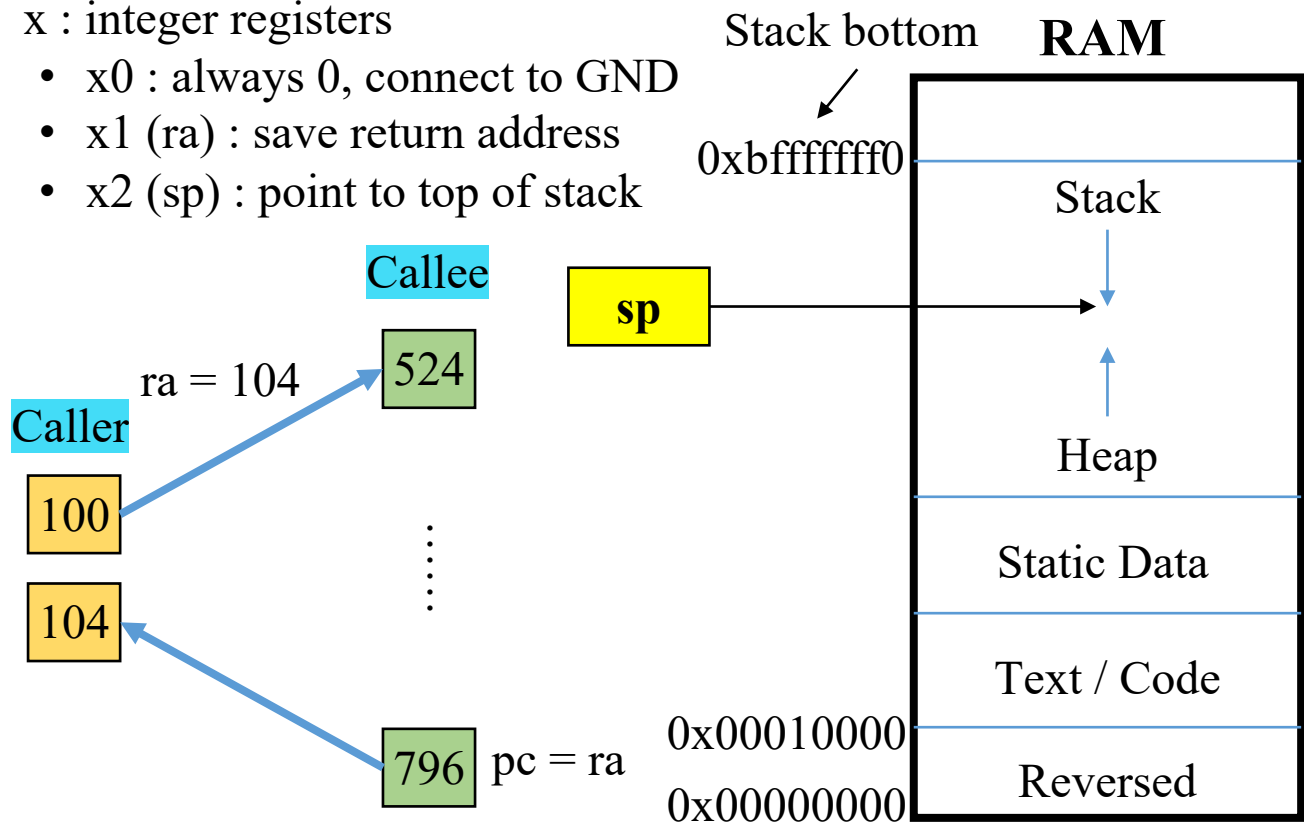 x : integer registers
• x0 : always 0, connect to GND
• x1 (ra) : save return address
• x2 (sp) : point to top of stack
Stack bottom
RAM
0xbfffffff0
Stack
Callee
sp
524
ra = 104
Caller
Heap
100
Static Data
104
Text / Code
0x00010000
796
pc = ra
Reversed
0x00000000